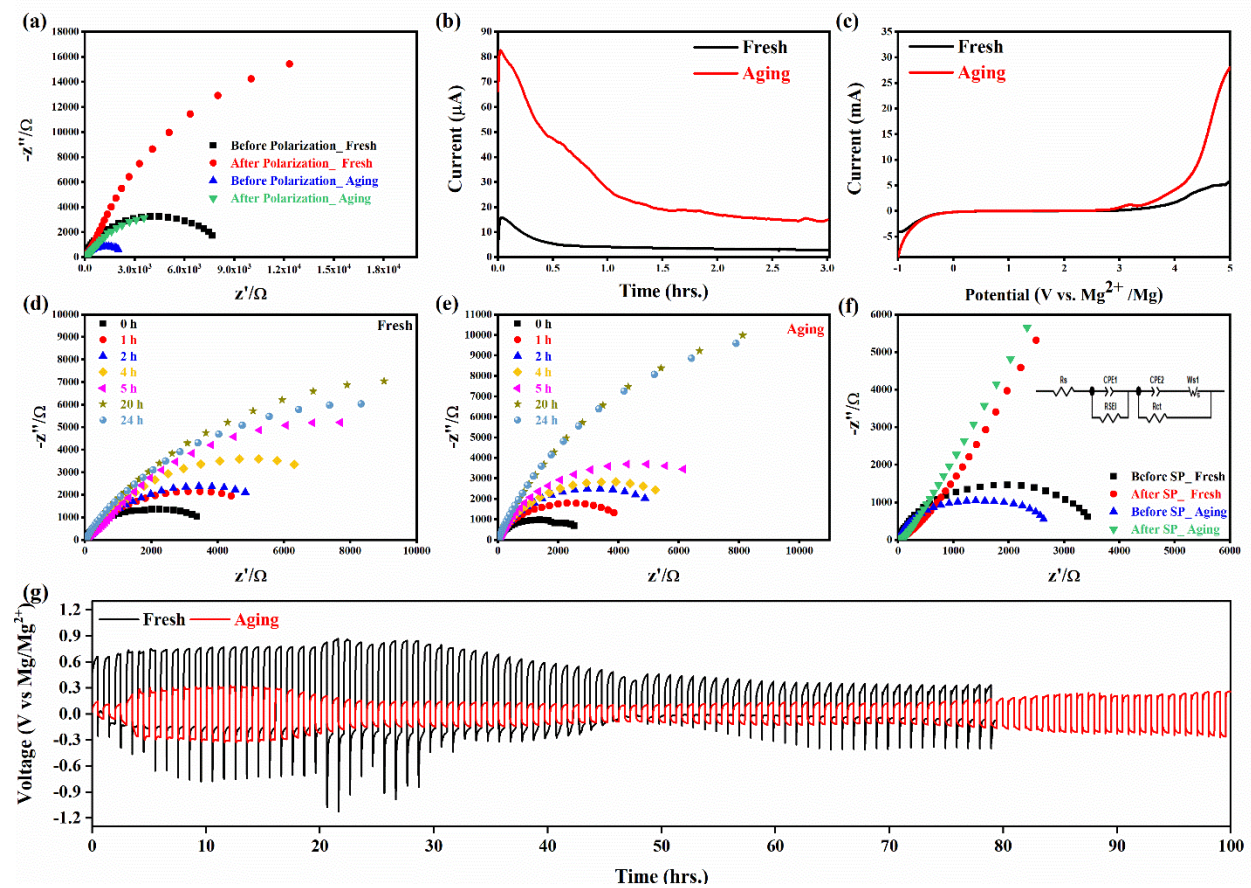 (a)
18000
16000
14000
12000
10000
8000
6000
4000
2000
0
-z''/Ω
Before Polarization_ Fresh
After Polarization_ Fresh
Before Polarization_ Aging
After Polarization_ Aging
0.0
3.0x10³
6.0x10³
9.0x10³
1.2x10⁴
1.5x10⁴
1.8x10⁴
z'/Ω
(b)
90
80
70
60
50
40
30
20
10
0
Current (μA)
Fresh
Aging
0.0
0.5
1.0
1.5
2.0
2.5
3.0
Time (hrs.)
(c)
35
30
25
20
15
10
5
0
-5
Current (mA)
Fresh
Aging
-1
0
1
2
3
4
5
Potential (V vs. Mg²⁺ /Mg)
(d)
10000
9000
8000
7000
6000
5000
4000
3000
2000
1000
0
-z''/Ω
0 h
1 h
2 h
4 h
5 h
20 h
24 h
Fresh
0
2000
4000
6000
8000
10000
z'/Ω
(e)
11000
10000
9000
8000
7000
6000
5000
4000
3000
2000
1000
0
-z''/Ω
0 h
1 h
2 h
4 h
5 h
20 h
24 h
Aging
0
2000
4000
6000
8000
10000
z'/Ω
(f)
6000
5000
4000
3000
2000
1000
0
-z''/Ω
Rs
CPE1
CPE2
Ws1
Ws
RSEI
Rct
Before SP_ Fresh
After SP_ Fresh
Before SP_ Aging
After SP_ Aging
0
1000
2000
3000
4000
5000
6000
z'/Ω
(g)
1.2
0.9
0.6
0.3
0.0
-0.3
-0.6
-0.9
-1.2
Voltage (V vs Mg/Mg²⁺)
Fresh
Aging
0
10
20
30
40
50
60
70
80
90
100
Time (hrs.)